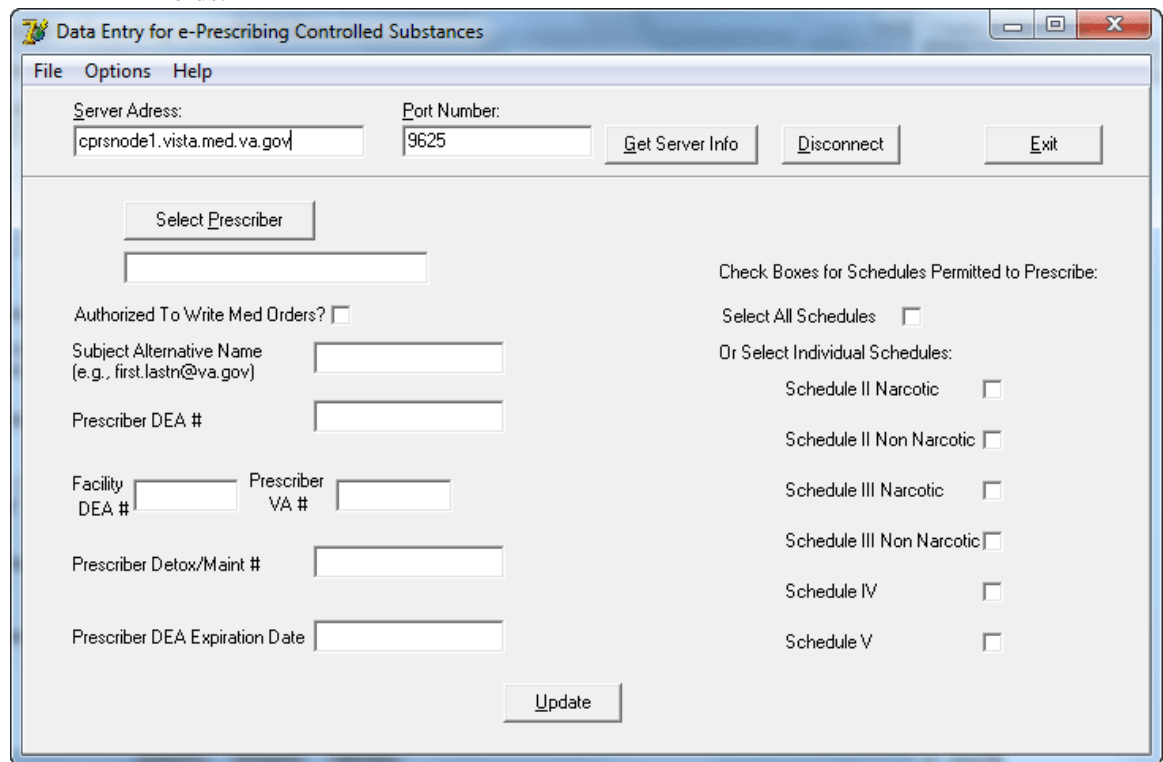 Data Entry for e-Prescribing Controlled Substances
File Options Help
Server Adress:
Port Number:
cprsnode1.vista.med.va.gov
9625
Get Server Info
Disconnect
Exit
Select Prescriber
Check Boxes for Schedules Permitted to Prescribe:
Authorized To Write Med Orders?
Select All Schedules
Subject Alternative Name
(e.g., first.lastn@va.gov)
Or Select Individual Schedules:
Schedule II Narcotic
Prescriber DEA #
Schedule II Non Narcotic
Facility
DEA #
Prescriber
VA #
Schedule III Narcotic
Schedule III Non Narcotic
Prescriber Detox/Maint #
Schedule IV
Prescriber DEA Expiration Date
Schedule V
Update